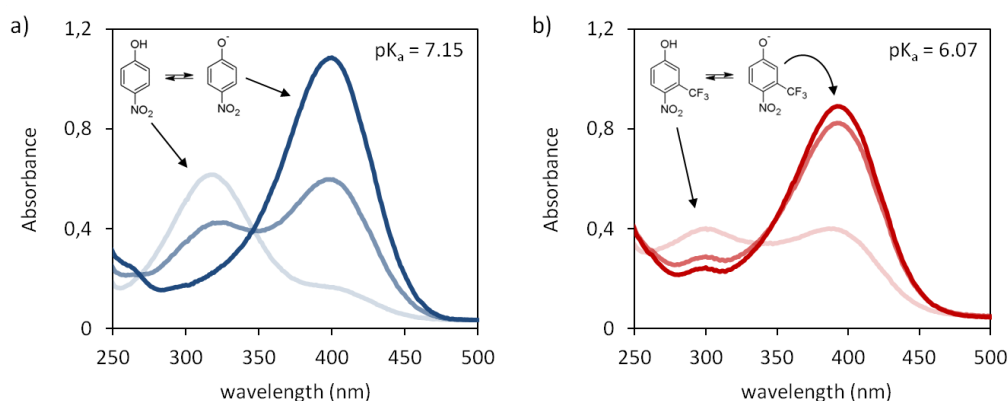 a)
1,2
0,8
0,4
0
Absorbance
OH
NO2
O-
NO2
pKa = 7.15
250 300 350 400 450 500
wavelength (nm)
b)
1,2
0,8
0,4
0
Absorbance
OH
CF3
NO2
O-
CF3
NO2
pKa = 6.07
250 300 350 400 450 500
wavelength (nm)